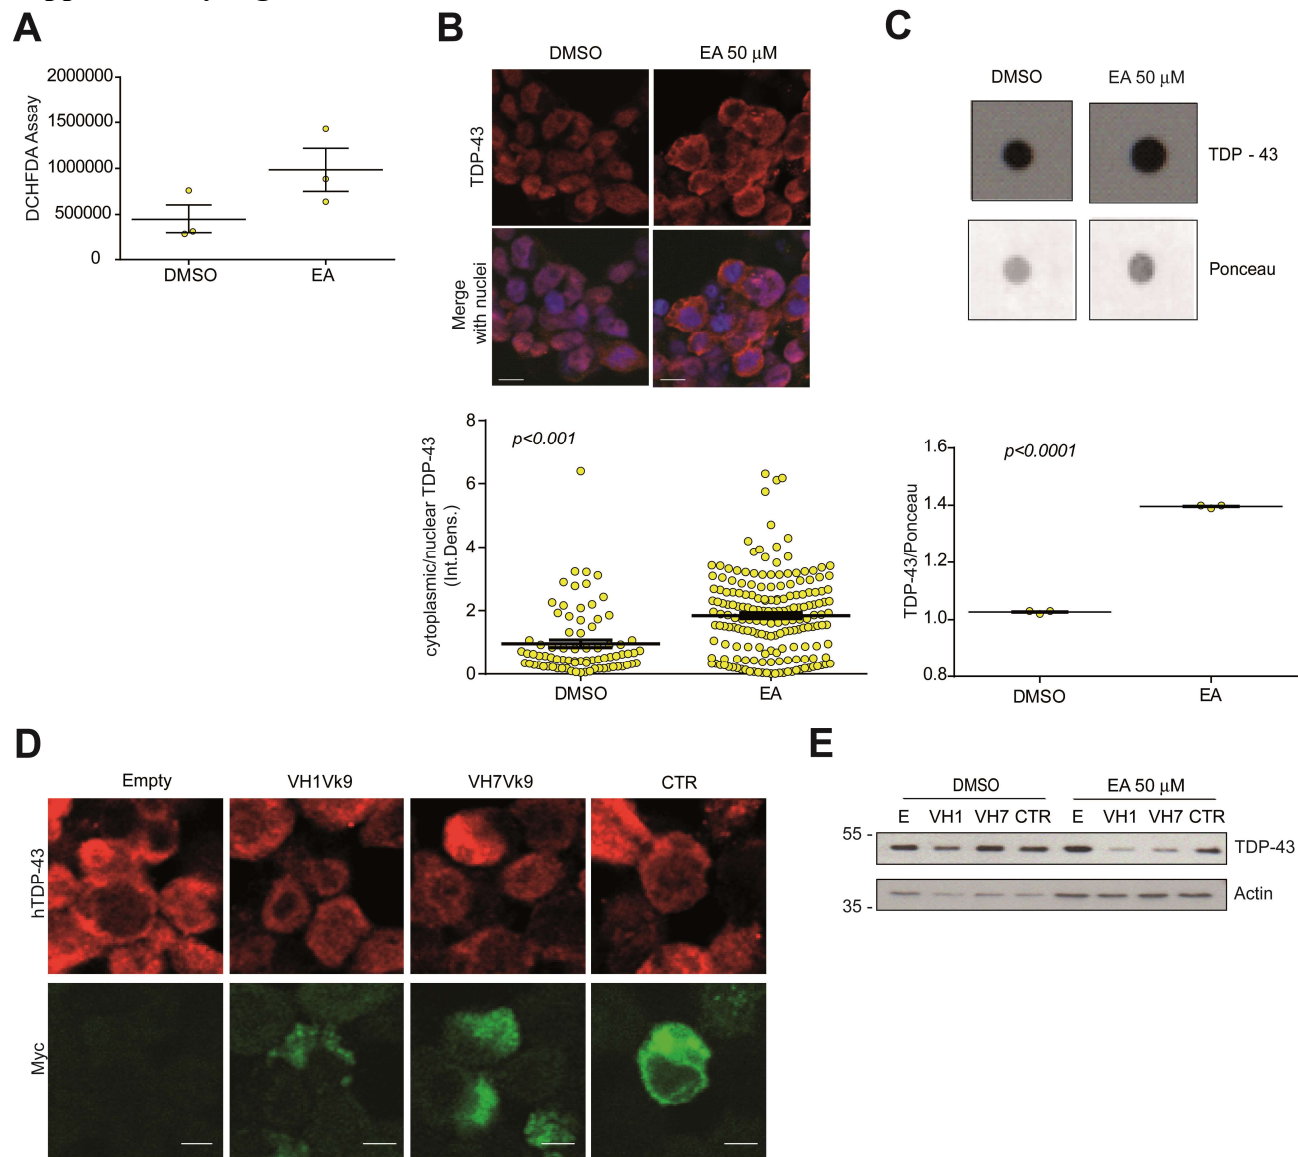 A
2000000
1500000
1000000
500000
0
DCHFDA Assay
DMSO
EA
B
DMSO
EA 50 μM
TDP-43
Merge
with nuclei
8
6
4
2
0
cytoplasmic/nuclear TDP-43
(Int.Dens.)
p<0.001
DMSO
EA
C
DMSO
EA 50 μM
TDP - 43
Ponceau
1.6
1.4
1.2
1.0
0.8
TDP-43/Ponceau
p<0.0001
DMSO
EA
D
Empty
VH1Vk9
VH7Vk9
CTR
hTDP-43
Myc
E
DMSO
EA 50 μM
E VH1 VH7 CTR E VH1 VH7 CTR
55 -
TDP-43
Actin
35 -